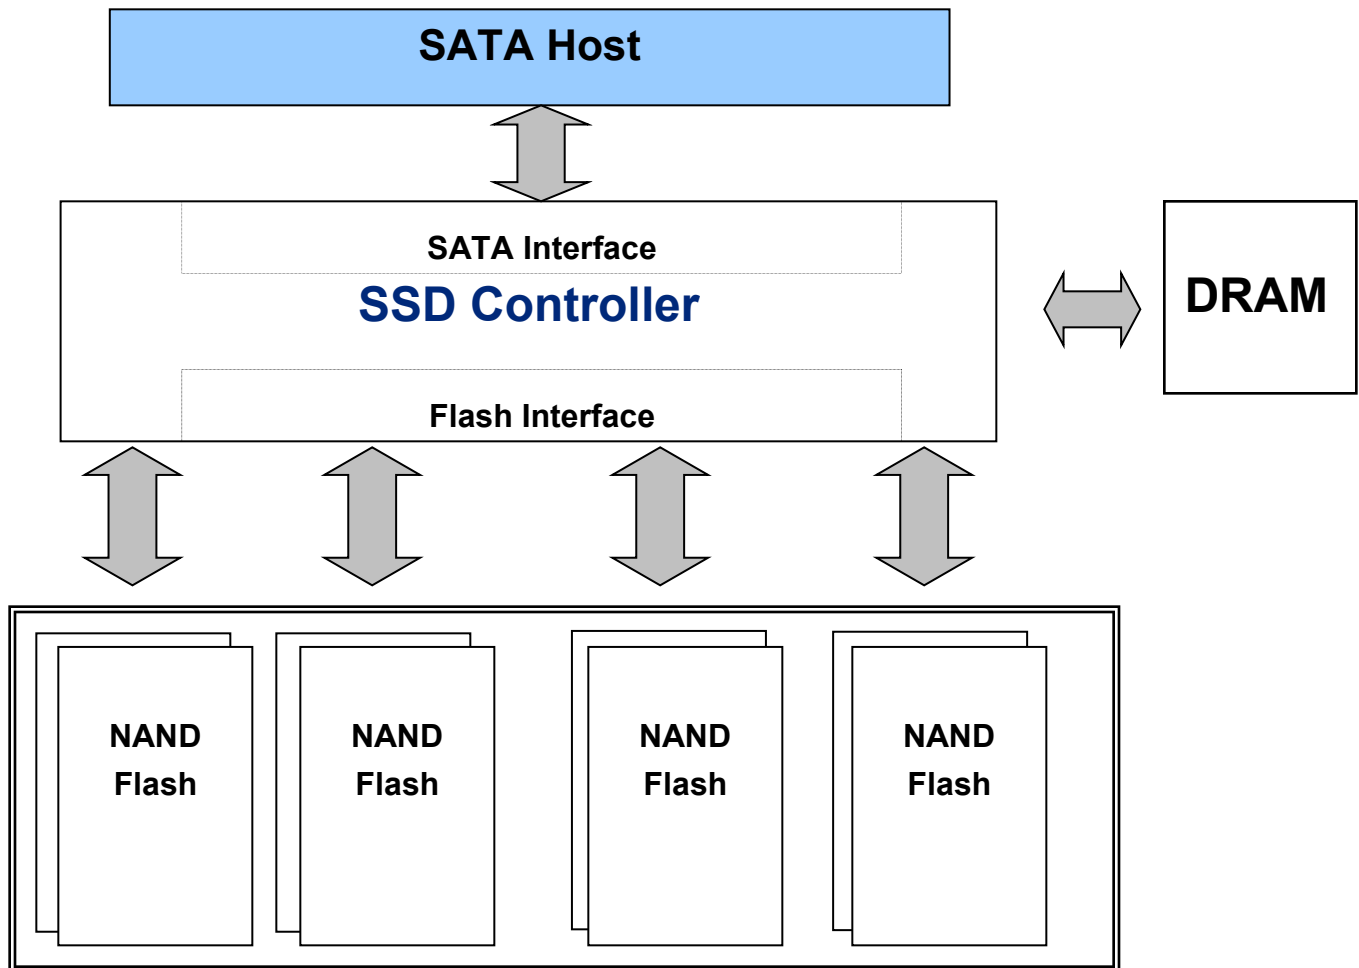 SATA Host
SATA Interface
SSD Controller
DRAM
Flash Interface
NAND
Flash
NAND
Flash
NAND
Flash
NAND
Flash